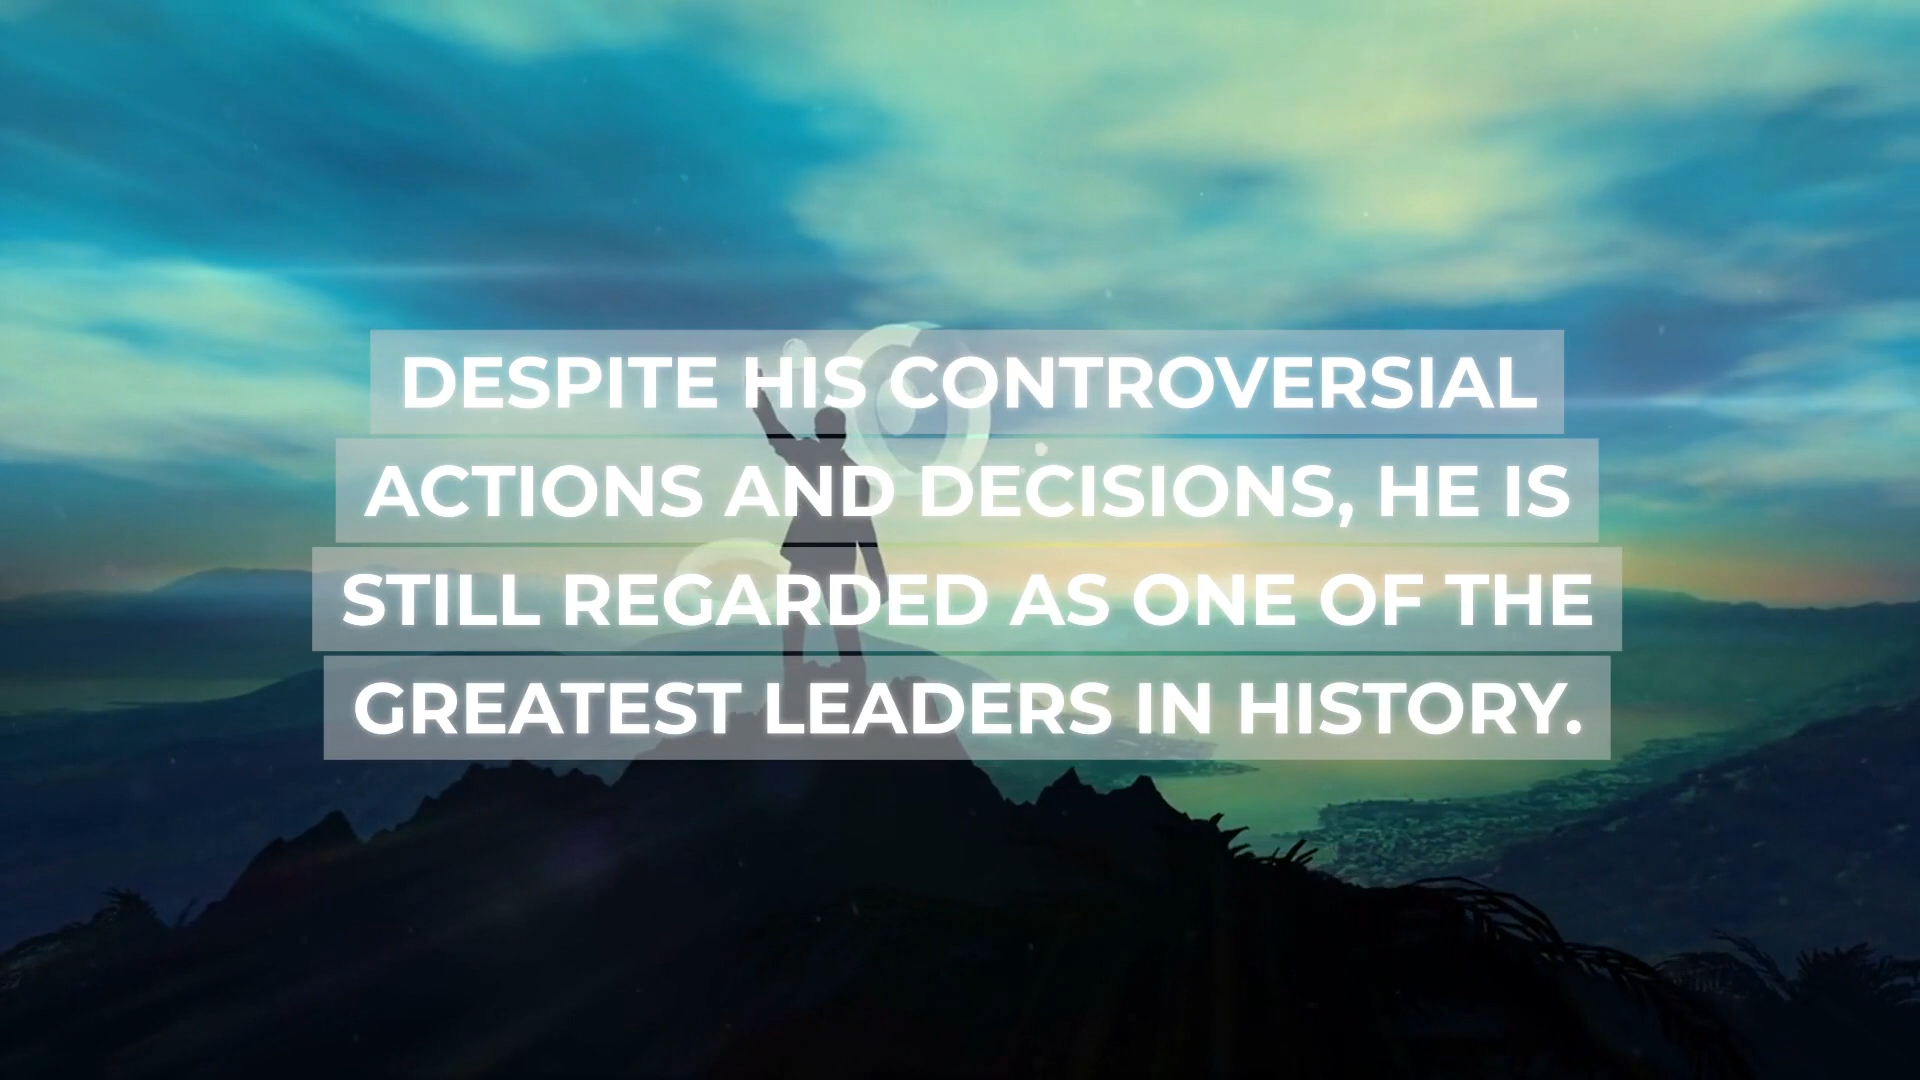 DESPITE HIS CONTROVERSIAL
ACTIONS AND DECISIONS, HE IS
STILL REGARDED AS ONE OF THE
GREATEST LEADERS IN HISTORY.